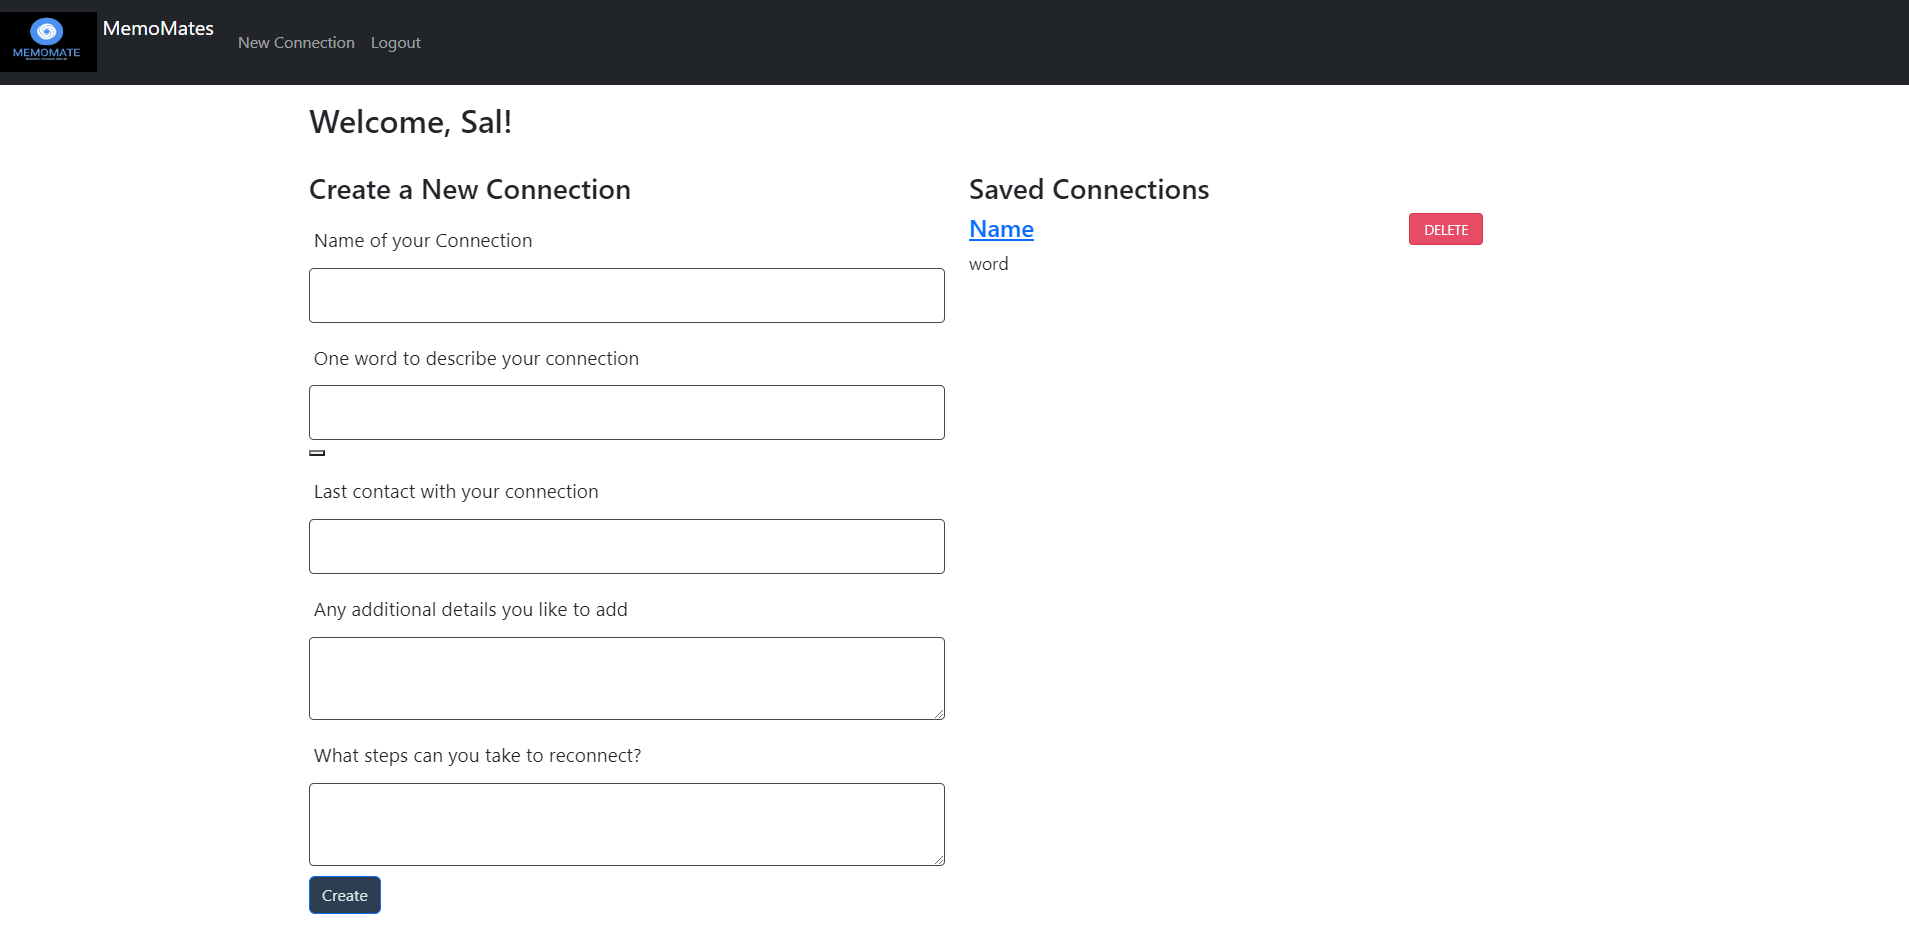 MEMOMATE
MemoMates
New Connection
Logout
Welcome, Sal!
Create a New Connection
Name of your Connection
One word to describe your connection
Last contact with your connection
Any additional details you like to add
What steps can you take to reconnect?
Create
Saved Connections
Name
DELETE
word